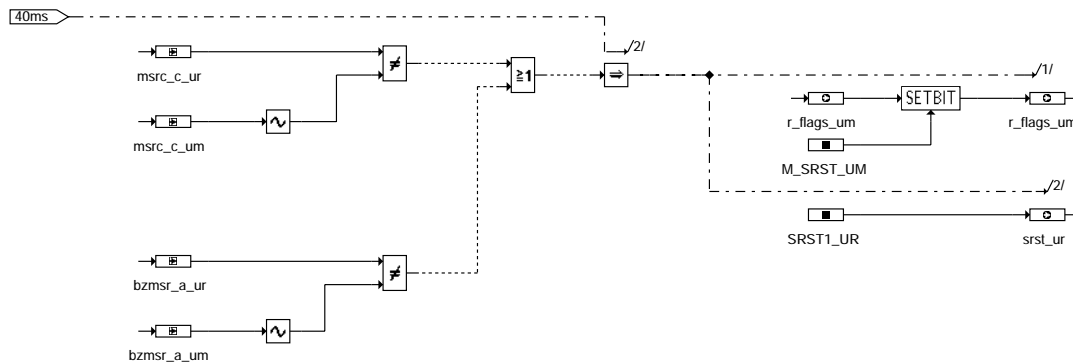 40ms
/2/
msrc_c_ur
≠
≥1
⇒
/1/
msrc_c_um
∿
r_flags_um
SETBIT
r_flags_um
M_SRST_UM
/2/
SRST1_UR
srst_ur
bzmsr_a_ur
≠
bzmsr_a_um
∿